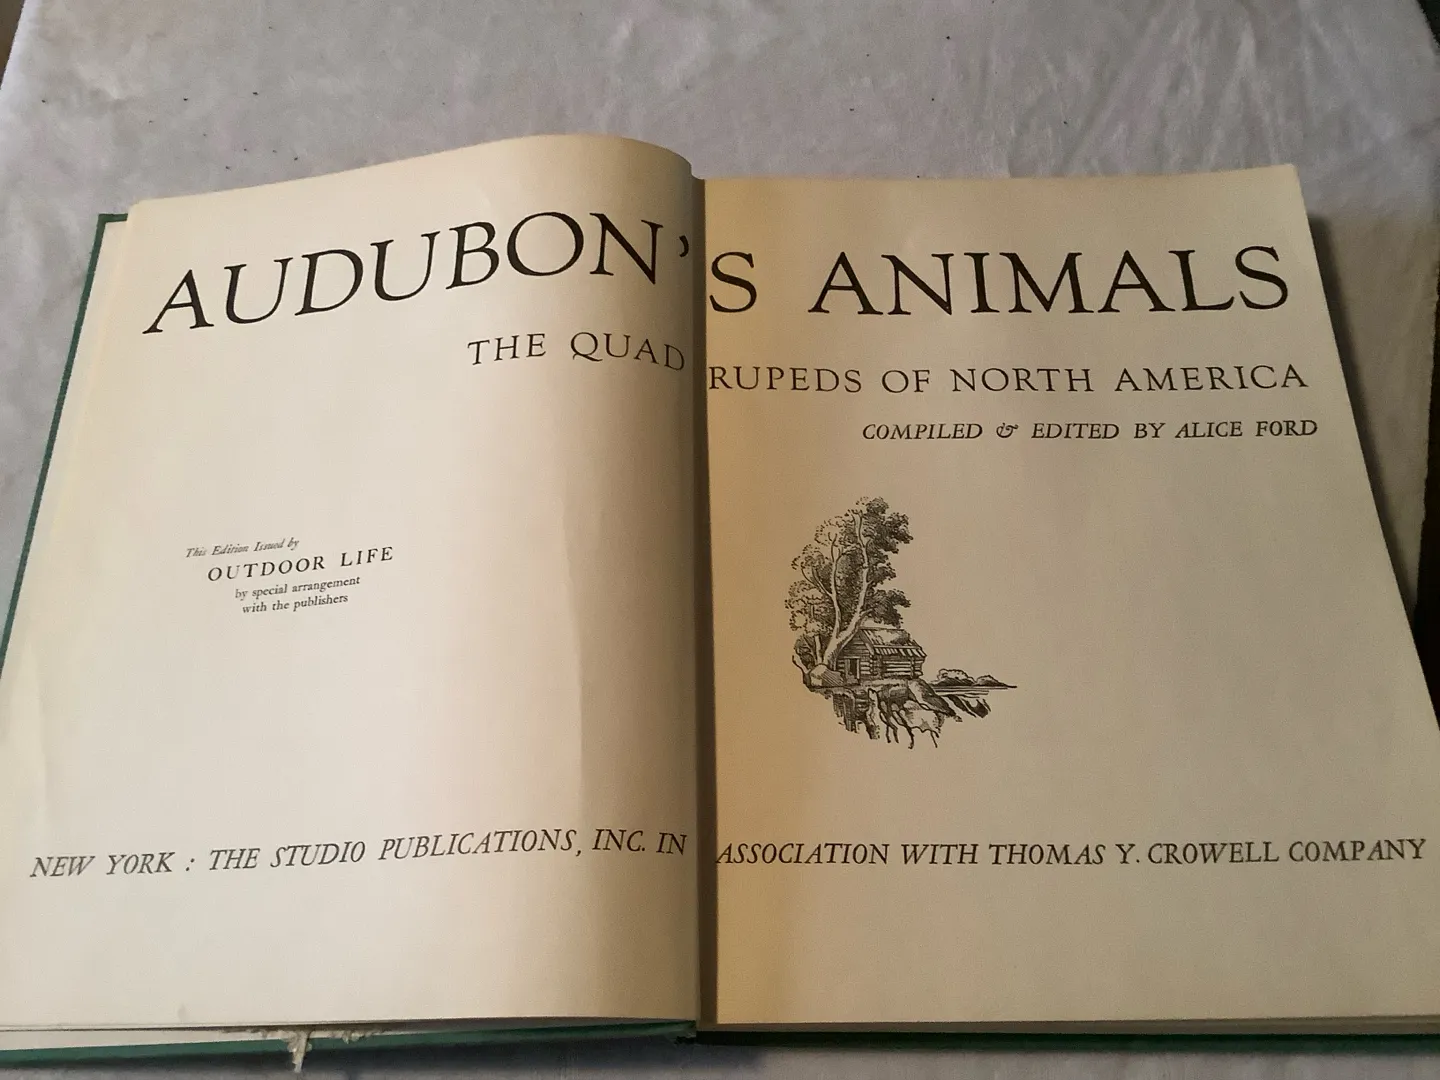 AUDUBON'S ANIMALS
THE QUADRUPEDS OF NORTH AMERICA
COMPILED & EDITED BY ALICE FORD
This Edition Issued by
OUTDOOR LIFE
by special arrangement
with the publishers
NEW YORK : THE STUDIO PUBLICATIONS, INC. IN ASSOCIATION WITH THOMAS Y. CROWELL COMPANY